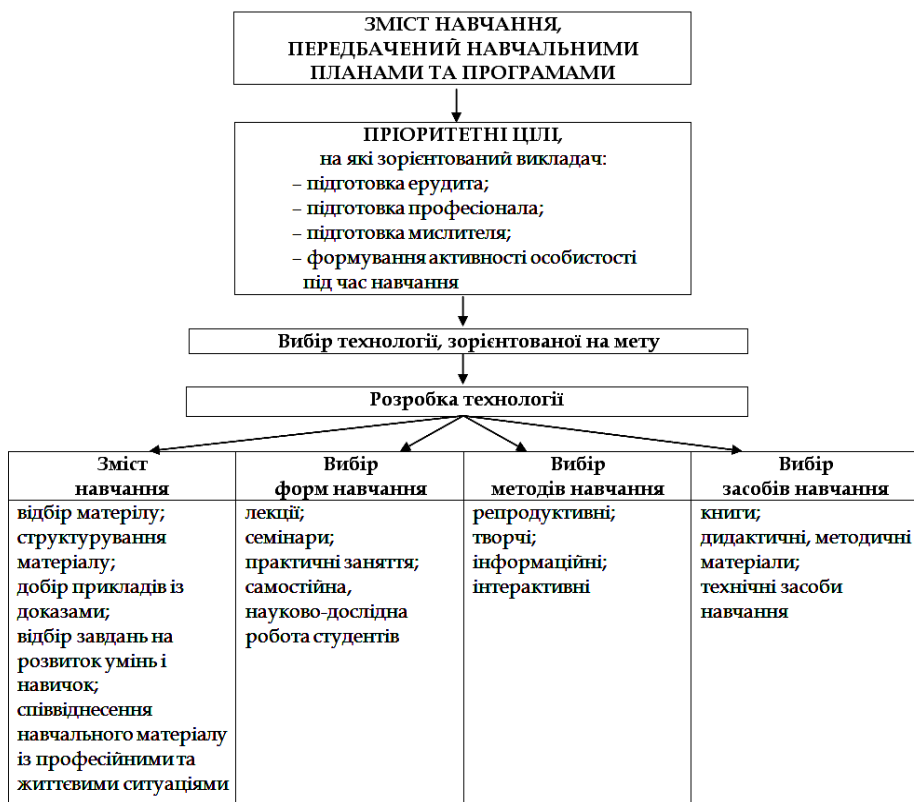 ЗМІСТ НАВЧАННЯ,
ПЕРЕДБАЧЕНИЙ НАВЧАЛЬНИМИ
ПЛАНАМИ ТА ПРОГРАМАМИ
ПРІОРИТЕТНІ ЦІЛІ,
на які зорієнтований викладач:
– підготовка ерудита;
– підготовка професіонала;
– підготовка мислителя;
– формування активності особистості
під час навчання
Вибір технології, зорієнтованої на мету
Розробка технології
Зміст
навчання
відбір матерілу;
структурування
матеріалу;
добір прикладів із
доказами;
відбір завдань на
розвиток умінь і
навичок;
співвіднесення
навчального матеріалу
із професійними та
життєвими ситуаціями
Вибір
форм навчання
лекції;
семінари;
практичні заняття;
самостійна,
науково-дослідна
робота студентів
Вибір
методів навчання
репродуктивні;
творчі;
інформаційні;
інтерактивні
Вибір
засобів навчання
книги;
дидактичні, методичні
матеріали;
технічні засоби
навчання